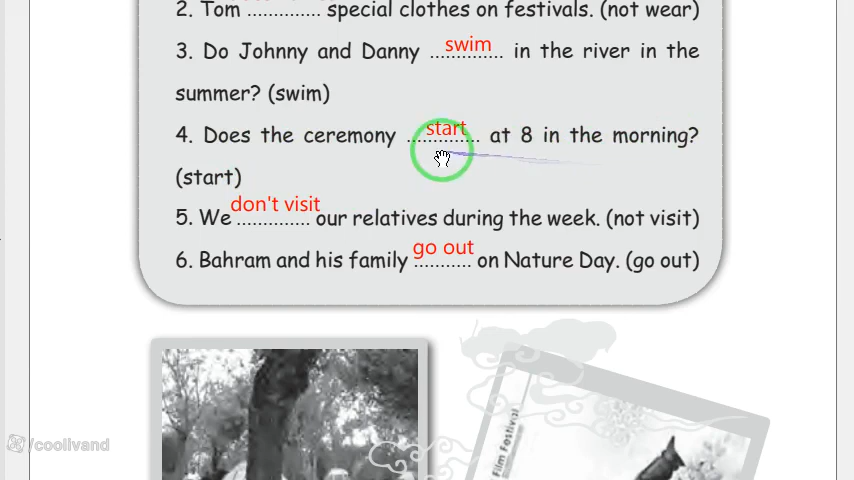 2. Tom .............. special clothes on festivals. (not wear)
3. Do Johnny and Danny swim in the river in the
summer? (swim)
4. Does the ceremony start at 8 in the morning?
(start)
5. We don't visit our relatives during the week. (not visit)
6. Bahram and his family go out on Nature Day. (go out)
Film Festival
/coolivand